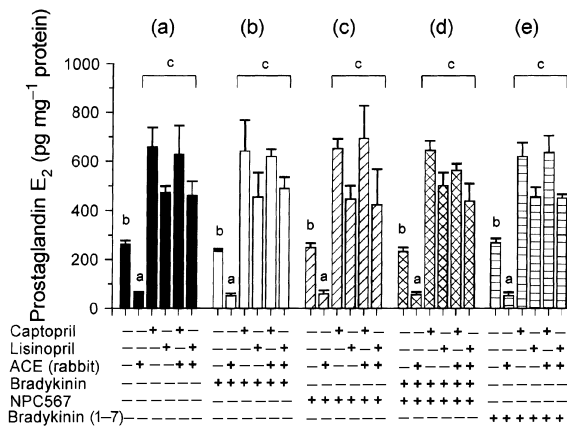 (a) (b) (c) (d) (e)
Prostaglandin E₂ (pg mg⁻¹ protein)
1000
800
600
400
200
0
c c c c c
b b b b b
a a a a a
Captopril — — + — + — — — + — + — — — + — + — — — + — + — — — + — + —
Lisinopril — — — + — + — — — + — + — — — + — + — — — + — + — — — + — +
ACE (rabbit) — + — — + + — + — — + + — + — — + + — + — — + + — + — — + +
Bradykinin — — — — — — + + + + + + — — — — — — + + + + + + — — — — — —
NPC567 — — — — — — — — — — — — + + + + + + + + + + + + — — — — — —
Bradykinin (1–7) — — — — — — — — — — — — — — — — — — — — — — — — + + + + + +